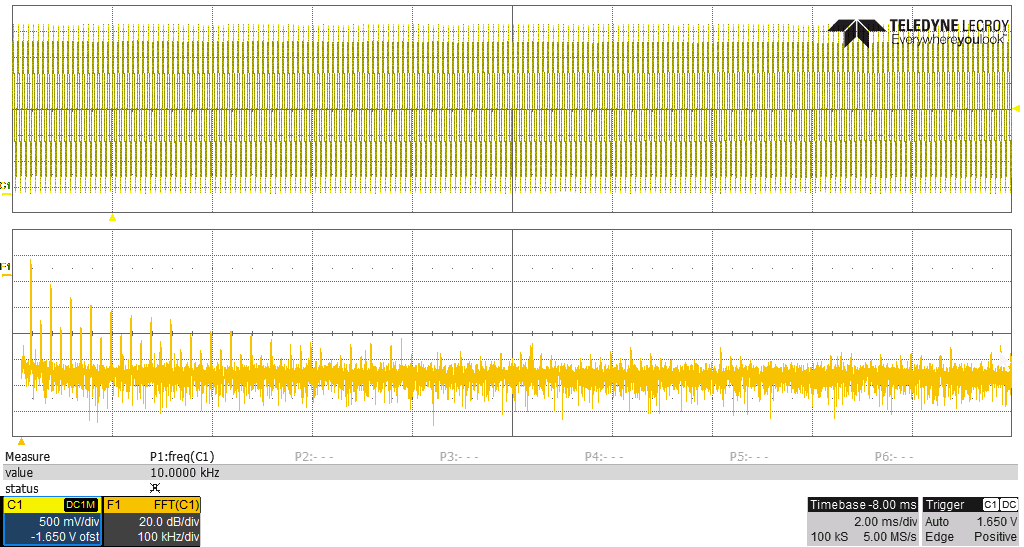 TELEDYNE LECROY
Everywhereyoulook™
C1
F1
Measure P1:freq(C1) P2:- - - P3:- - - P4:- - - P5:- - - P6:- - -
value 10.0000 kHz
status
C1 DC1M F1 FFT(C1) Timebase -8.00 ms Trigger C1 DC
500 mV/div 20.0 dB/div 2.00 ms/div Auto 1.650 V
-1.650 V ofst 100 kHz/div 100 kS 5.00 MS/s Edge Positive